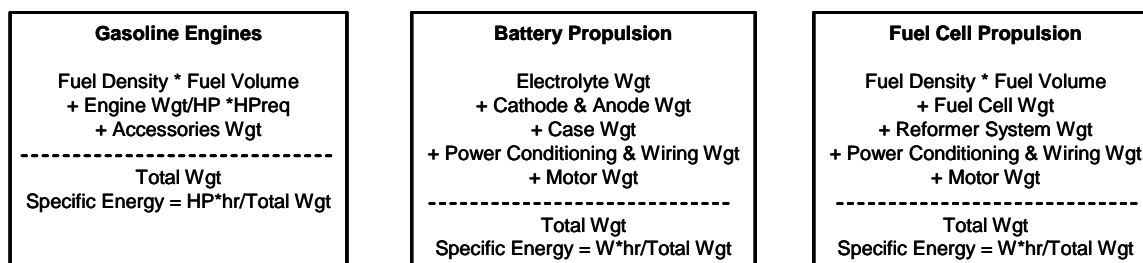 Gasoline Engines
Fuel Density * Fuel Volume
+ Engine Wgt/HP *HPreq
+ Accessories Wgt
Total Wgt
Specific Energy = HP*hr/Total Wgt
Battery Propulsion
Electrolyte Wgt
+ Cathode & Anode Wgt
+ Case Wgt
+ Power Conditioning & Wiring Wgt
+ Motor Wgt
Total Wgt
Specific Energy = W*hr/Total Wgt
Fuel Cell Propulsion
Fuel Density * Fuel Volume
+ Fuel Cell Wgt
+ Reformer System Wgt
+ Power Conditioning & Wiring Wgt
+ Motor Wgt
Total Wgt
Specific Energy = W*hr/Total Wgt